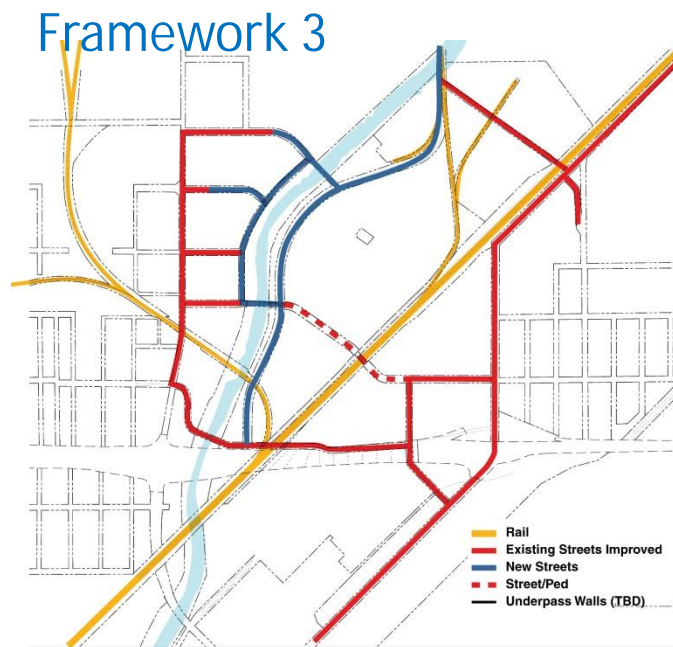 Framework 3
Rail
Existing Streets Improved
New Streets
Street/Ped
Underpass Walls (TBD)